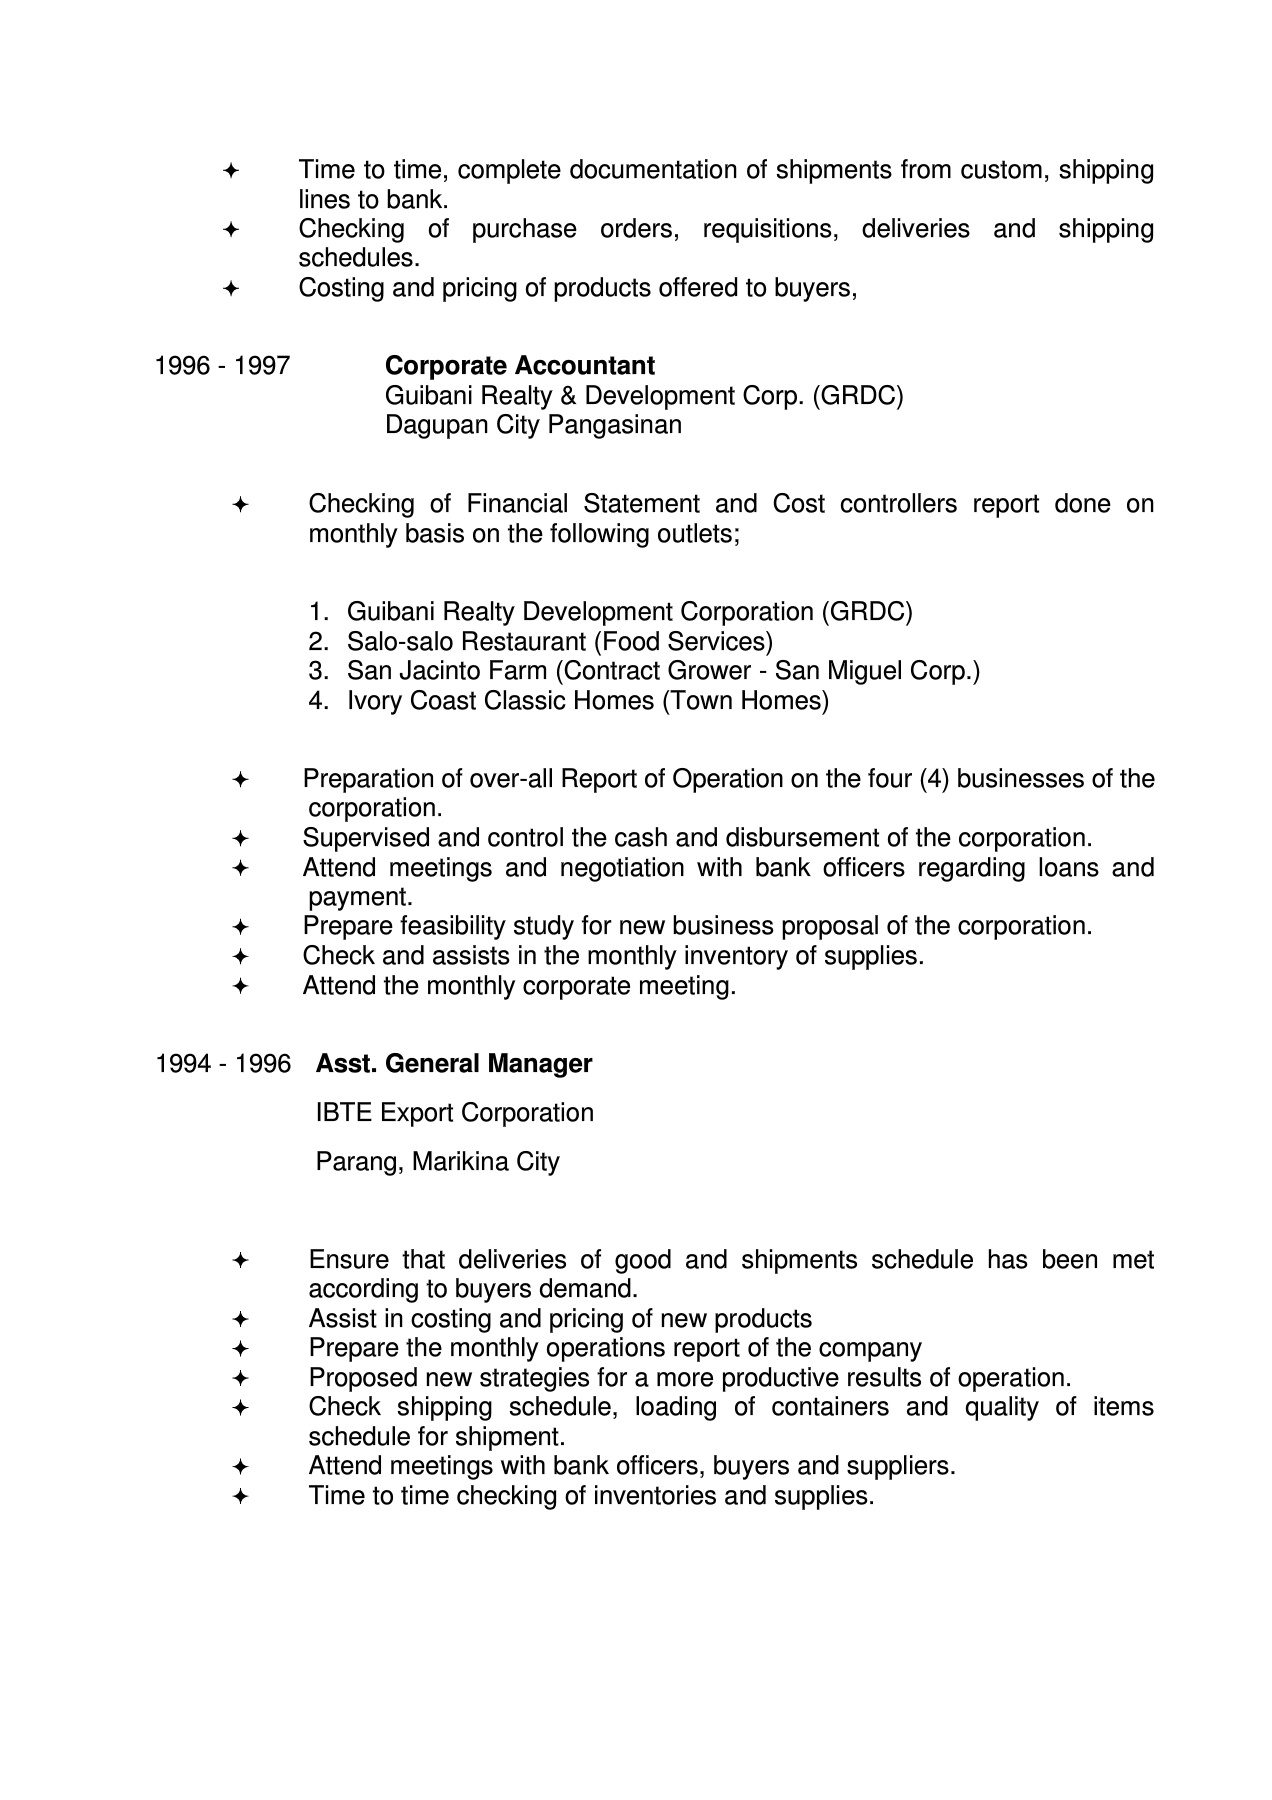 ✦ Time to time, complete documentation of shipments from custom, shipping
lines to bank.
✦ Checking of purchase orders, requisitions, deliveries and shipping
schedules.
✦ Costing and pricing of products offered to buyers,
1996 - 1997 Corporate Accountant
Guibani Realty & Development Corp. (GRDC)
Dagupan City Pangasinan
✦ Checking of Financial Statement and Cost controllers report done on
monthly basis on the following outlets;
1. Guibani Realty Development Corporation (GRDC)
2. Salo-salo Restaurant (Food Services)
3. San Jacinto Farm (Contract Grower - San Miguel Corp.)
4. Ivory Coast Classic Homes (Town Homes)
✦ Preparation of over-all Report of Operation on the four (4) businesses of the
corporation.
✦ Supervised and control the cash and disbursement of the corporation.
✦ Attend meetings and negotiation with bank officers regarding loans and
payment.
✦ Prepare feasibility study for new business proposal of the corporation.
✦ Check and assists in the monthly inventory of supplies.
✦ Attend the monthly corporate meeting.
1994 - 1996 Asst. General Manager
IBTE Export Corporation
Parang, Marikina City
✦ Ensure that deliveries of good and shipments schedule has been met
according to buyers demand.
✦ Assist in costing and pricing of new products
✦ Prepare the monthly operations report of the company
✦ Proposed new strategies for a more productive results of operation.
✦ Check shipping schedule, loading of containers and quality of items
schedule for shipment.
✦ Attend meetings with bank officers, buyers and suppliers.
✦ Time to time checking of inventories and supplies.